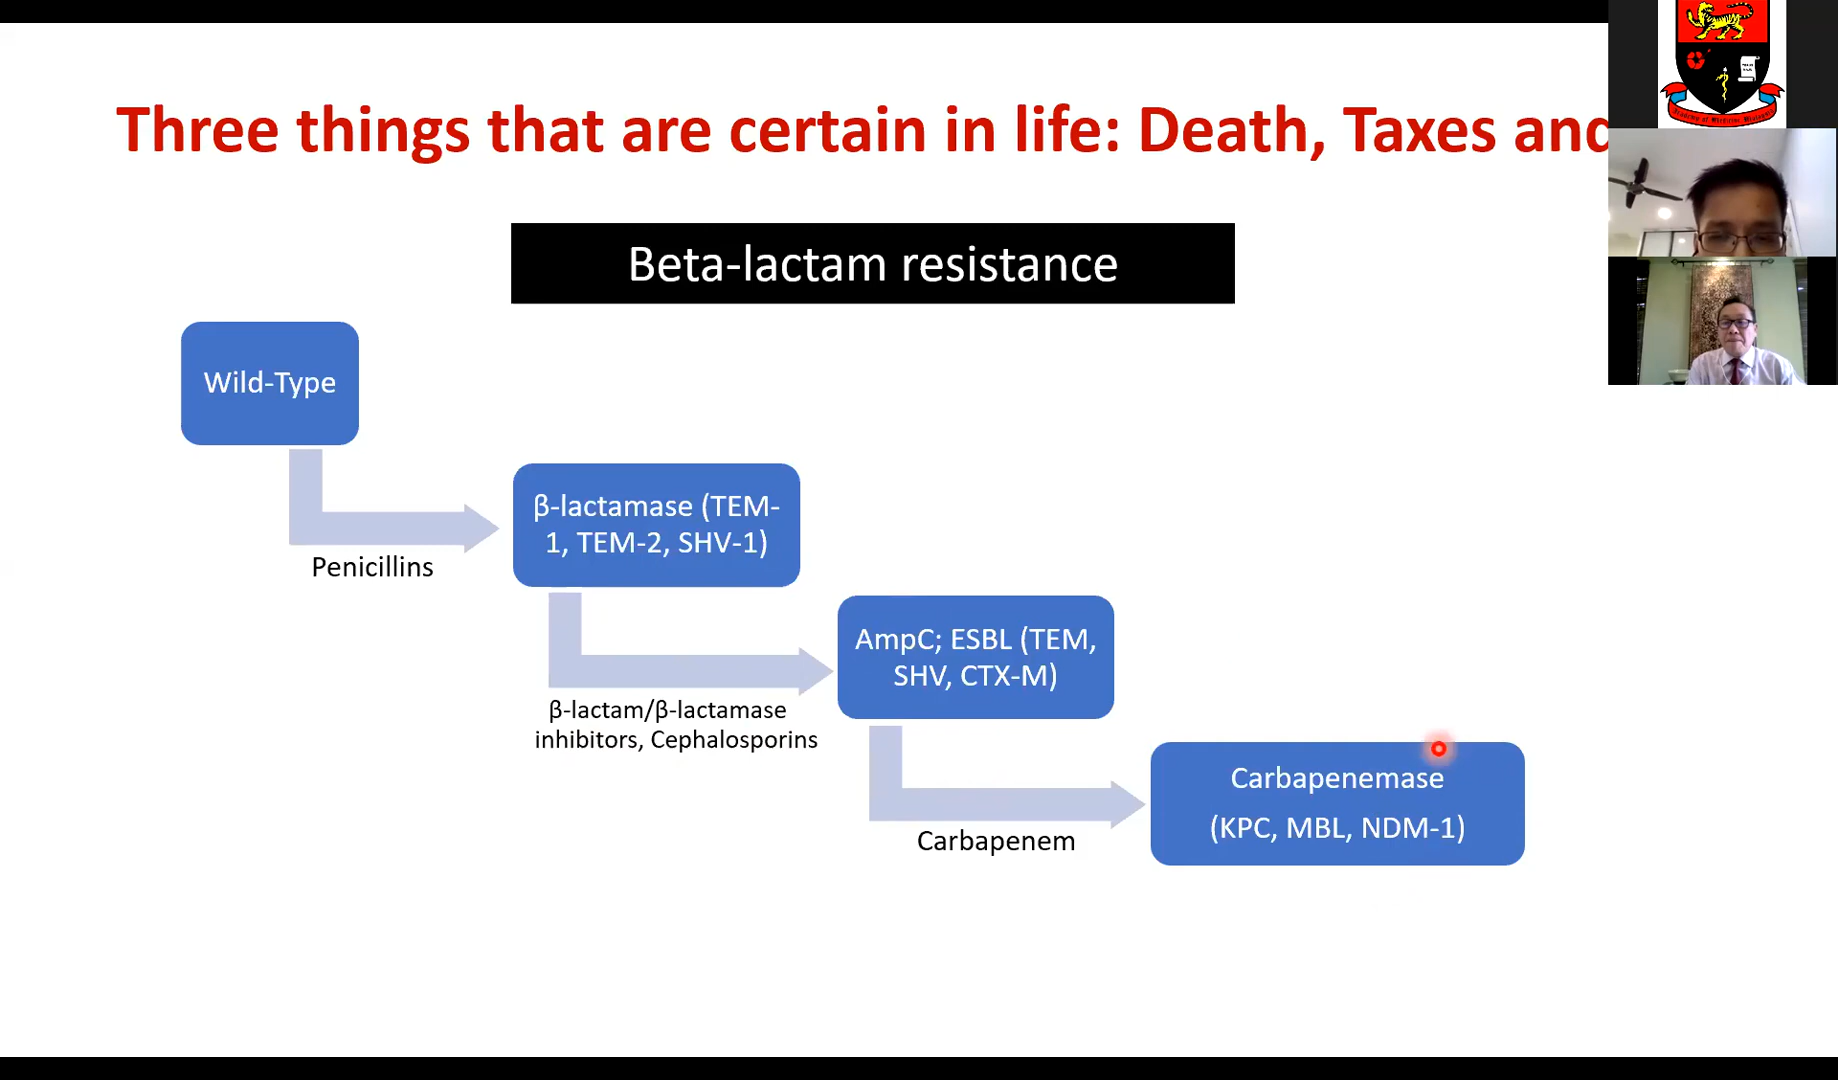 Three things that are certain in life: Death, Taxes and
Beta-lactam resistance
Wild-Type
Penicillins
β-lactamase (TEM-
1, TEM-2, SHV-1)
β-lactam/β-lactamase
inhibitors, Cephalosporins
AmpC; ESBL (TEM,
SHV, CTX-M)
Carbapenem
Carbapenemase
(KPC, MBL, NDM-1)